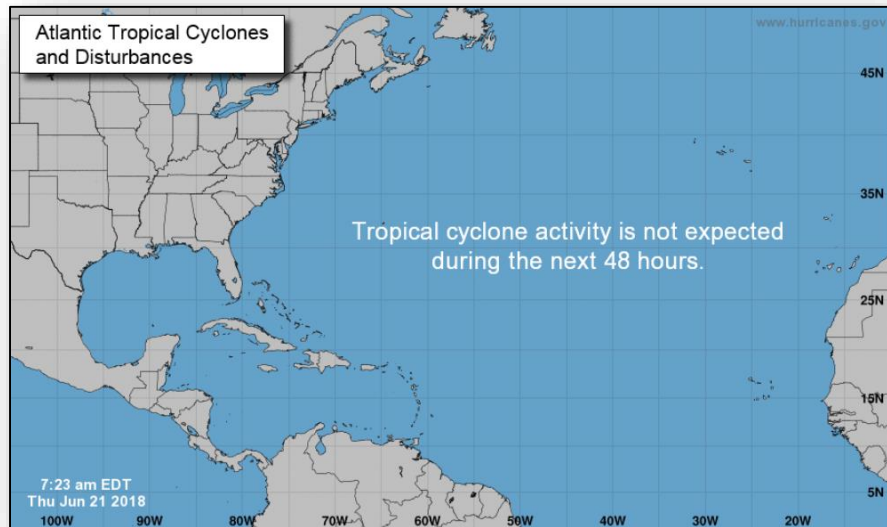 Atlantic Tropical Cyclones
and Disturbances
www.hurricanes.gov
45N
35N
Tropical cyclone activity is not expected
during the next 48 hours.
25N
15N
7:23 am EDT
Thu Jun 21 2018
5N
100W 90W 80W 70W 60W 50W 40W 30W 20W